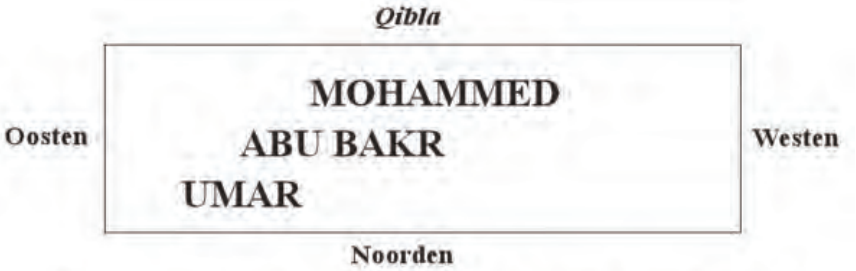 Qibla
MOHAMMED
Oosten
ABU BAKR
Westen
UMAR
Noorden